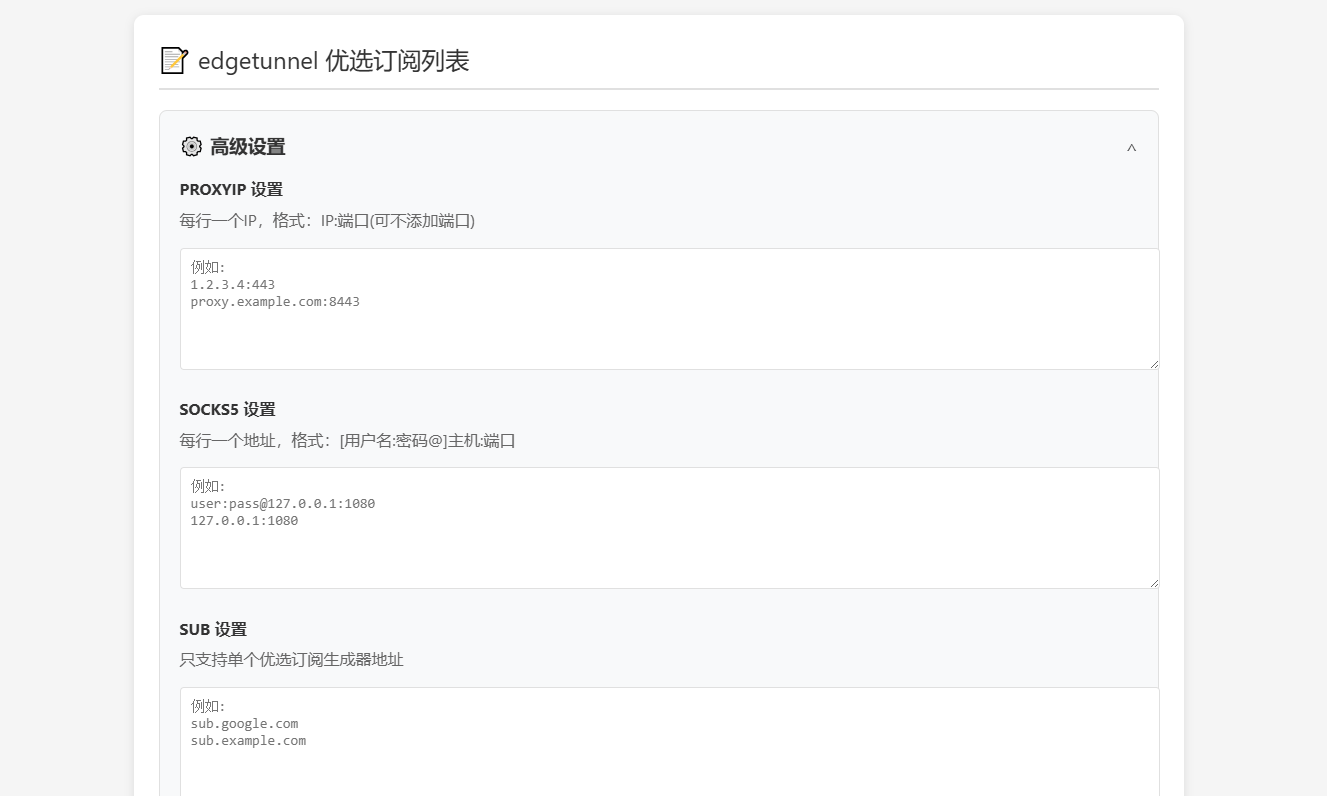 edgetunnel 优选订阅列表
高级设置
PROXYIP 设置
每行一个IP，格式：IP:端口(可不添加端口)
例如:
1.2.3.4:443
proxy.example.com:8443
SOCKS5 设置
每行一个地址，格式：[用户名:密码@]主机:端口
例如:
user:pass@127.0.0.1:1080
127.0.0.1:1080
SUB 设置
只支持单个优选订阅生成器地址
例如:
sub.google.com
sub.example.com